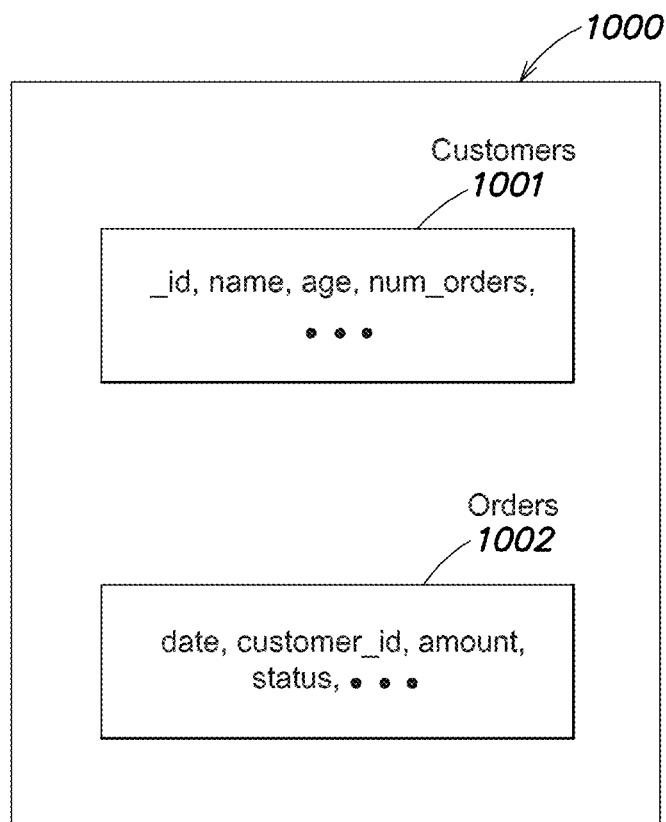 1000
Customers
1001
_id, name, age, num_orders,
• • •
Orders
1002
date, customer_id, amount,
status, • • •